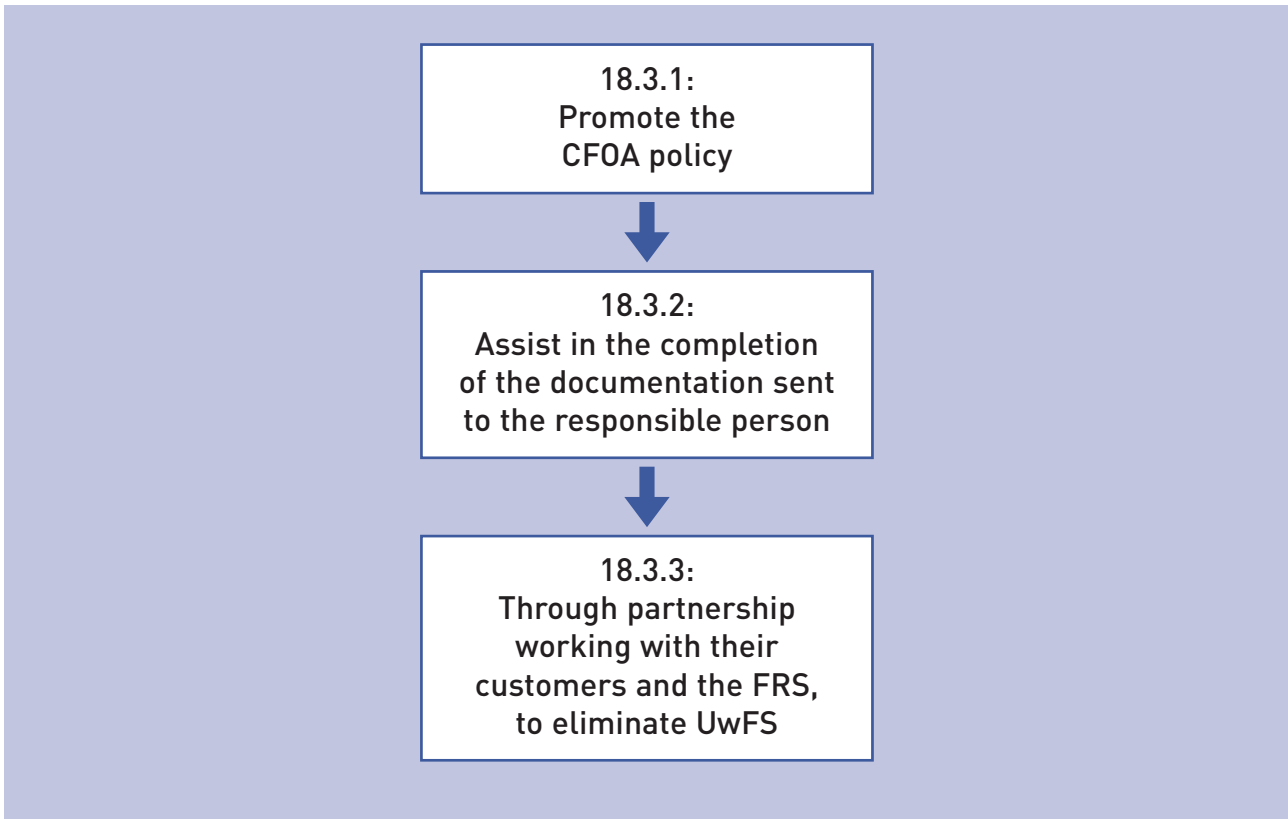 18.3.1:
Promote the
CFOA policy
18.3.2:
Assist in the completion
of the documentation sent
to the responsible person
18.3.3:
Through partnership
working with their
customers and the FRS,
to eliminate UwFS